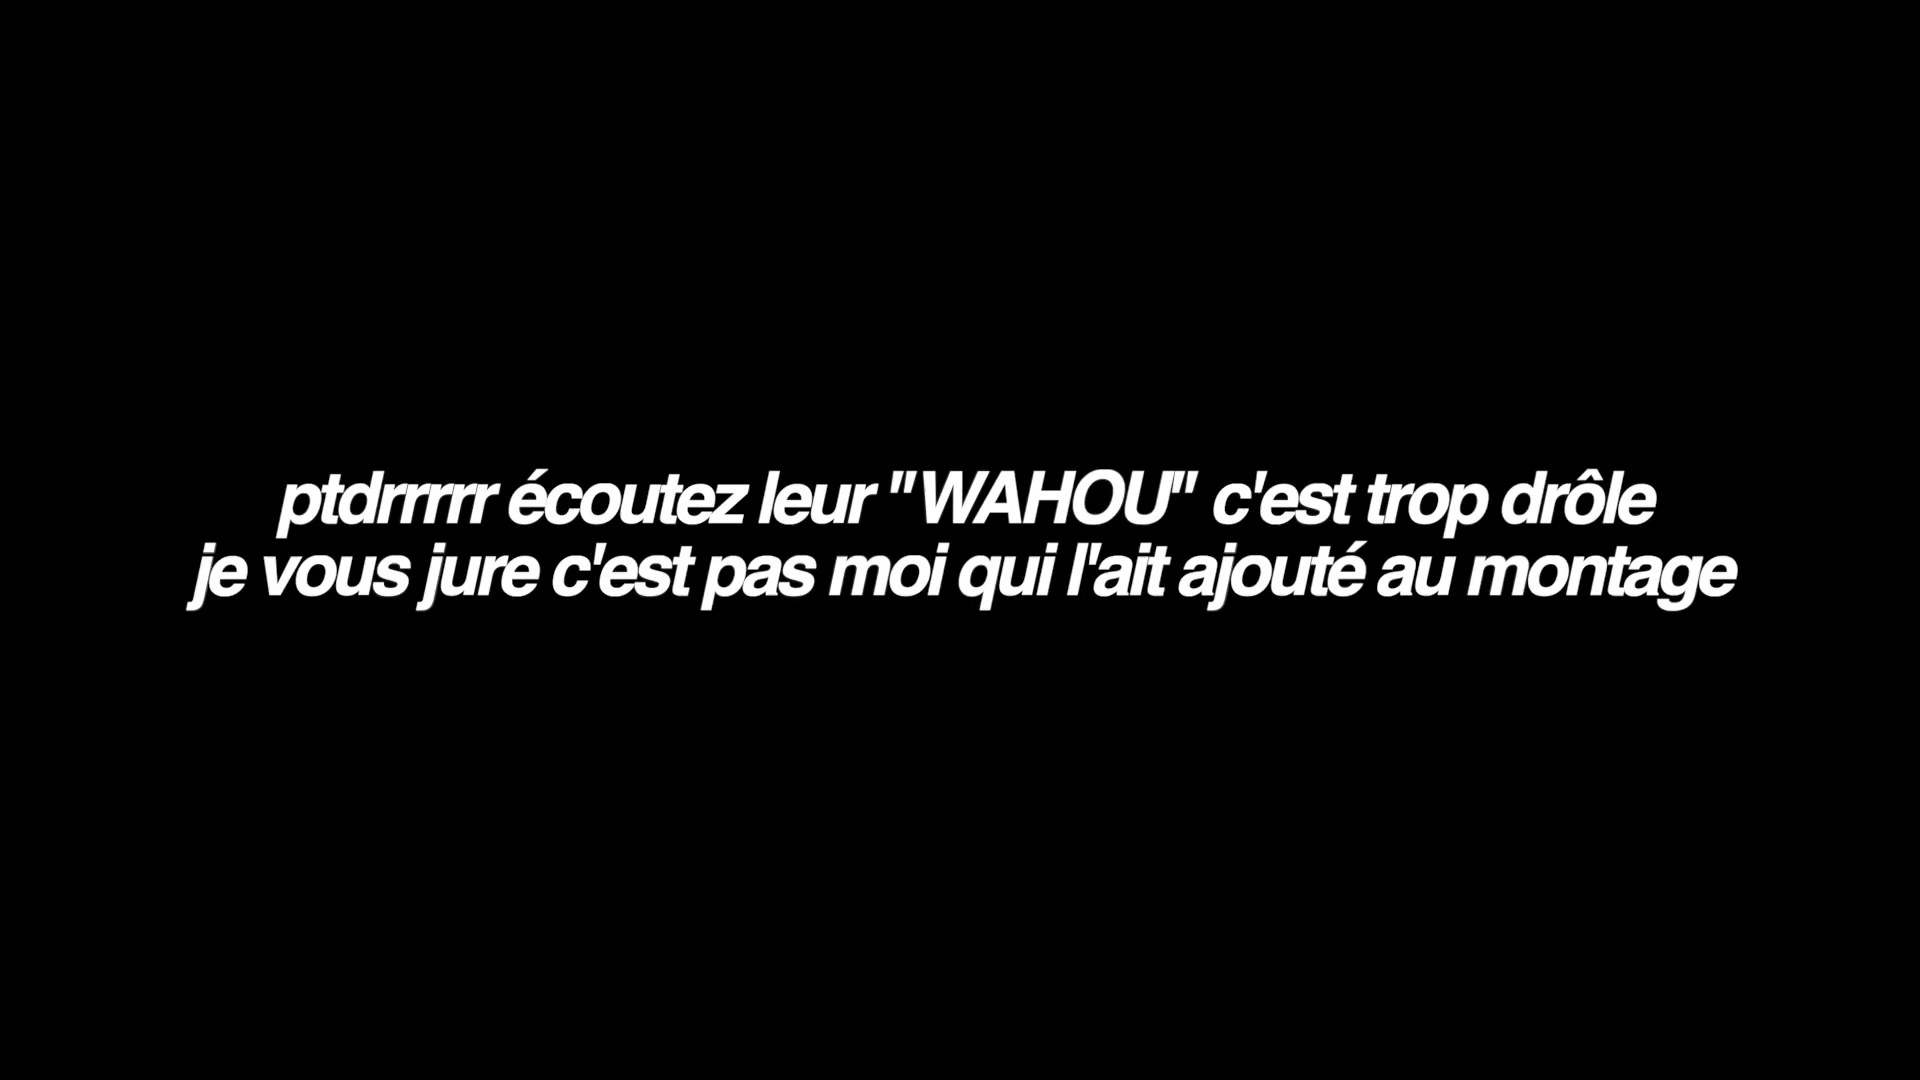 ptdrrrrr écoutez leur "WAHOU" c'est trop drôle
je vous jure c'est pas moi qui l'ait ajouté au montage